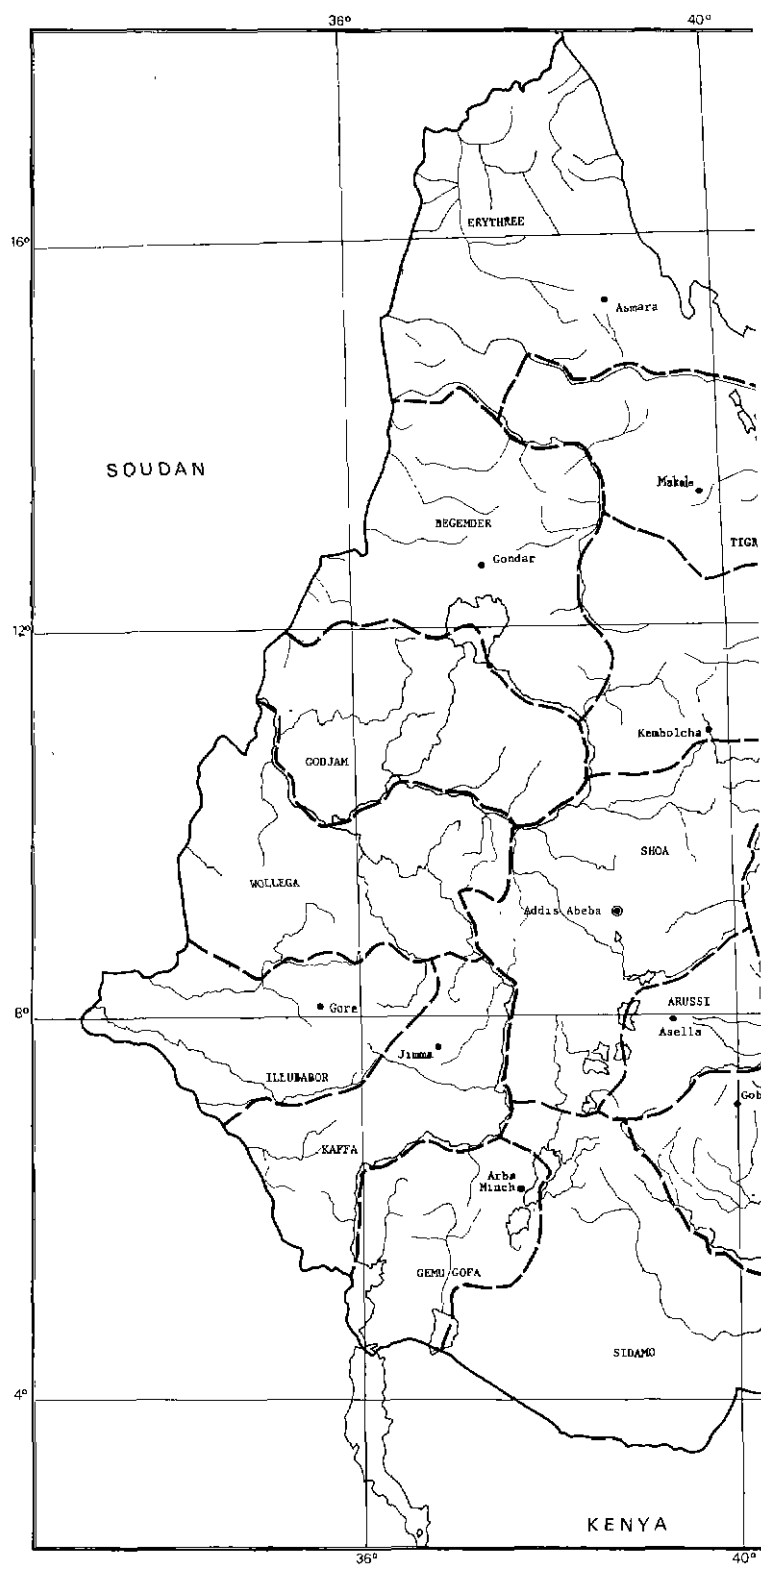 36° 40°
ERYTHREE
16°
Asmara
SOUDAN
Makale
BEGEMDER
TIGR
Gondar
12°
Kembolcha
GODJAM
SHOA
WOLLEGA
Addis Abeba
ARUSSI
8°
Gore
Asella
Jimma
ILLUBABOR
Gob
KAFFA
Arba
Minch
GEMU GOFA
SIDAMO
4°
KENYA
36° 40°